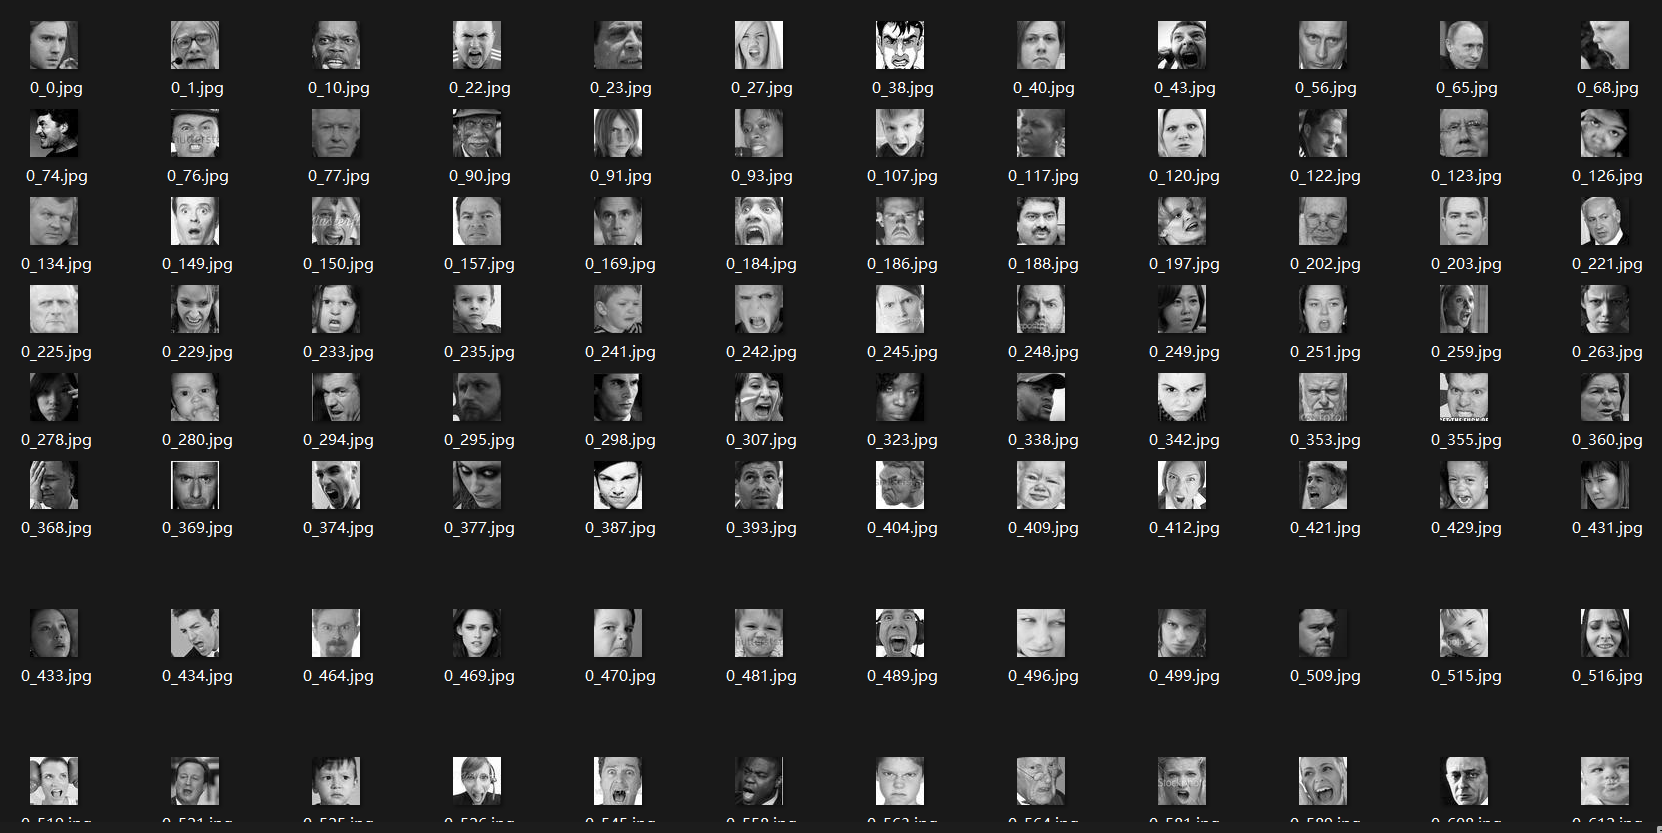 0_0.jpg 0_1.jpg 0_10.jpg 0_22.jpg 0_23.jpg 0_27.jpg 0_38.jpg 0_40.jpg 0_43.jpg 0_56.jpg 0_65.jpg 0_68.jpg
0_74.jpg 0_76.jpg 0_77.jpg 0_90.jpg 0_91.jpg 0_93.jpg 0_107.jpg 0_117.jpg 0_120.jpg 0_122.jpg 0_123.jpg 0_126.jpg
0_134.jpg 0_149.jpg 0_150.jpg 0_157.jpg 0_169.jpg 0_184.jpg 0_186.jpg 0_188.jpg 0_197.jpg 0_202.jpg 0_203.jpg 0_221.jpg
0_225.jpg 0_229.jpg 0_233.jpg 0_235.jpg 0_241.jpg 0_242.jpg 0_245.jpg 0_248.jpg 0_249.jpg 0_251.jpg 0_259.jpg 0_263.jpg
0_278.jpg 0_280.jpg 0_294.jpg 0_295.jpg 0_298.jpg 0_307.jpg 0_323.jpg 0_338.jpg 0_342.jpg 0_353.jpg 0_355.jpg 0_360.jpg
0_368.jpg 0_369.jpg 0_374.jpg 0_377.jpg 0_387.jpg 0_393.jpg 0_404.jpg 0_409.jpg 0_412.jpg 0_421.jpg 0_429.jpg 0_431.jpg
0_433.jpg 0_434.jpg 0_464.jpg 0_469.jpg 0_470.jpg 0_481.jpg 0_489.jpg 0_496.jpg 0_499.jpg 0_509.jpg 0_515.jpg 0_516.jpg